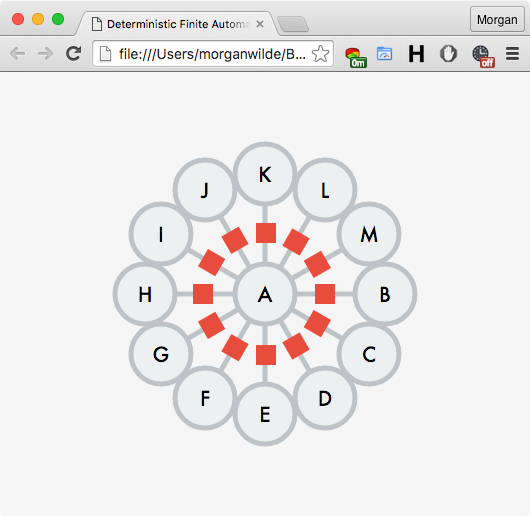 Deterministic Finite Automa
Morgan
file:///Users/morganwilde/B...
0m
H
off
K
J
L
I
M
H
A
B
G
C
F
D
E